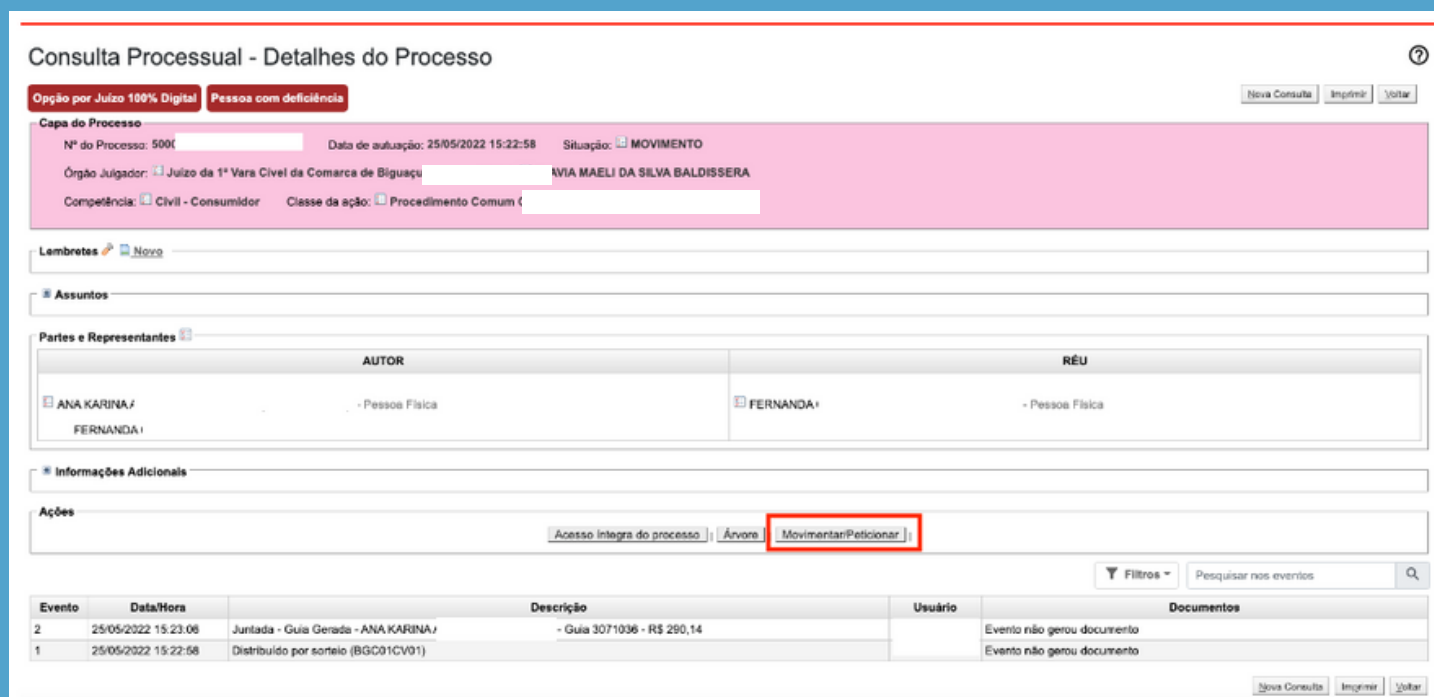 Consulta Processual - Detalhes do Processo
Opção por Juízo 100% Digital Pessoa com deficiência
Nova Consulta Imprimir Voltar
Capa do Processo
Nº do Processo: 500 Data de autuação: 25/05/2022 15:22:58 Situação: MOVIMENTO
Órgão Julgador: Juízo da 1ª Vara Cível da Comarca de Biguaçu AVIA MAELI DA SILVA BALDISSERA
Competência: Civil - Consumidor Classe da ação: Procedimento Comum
Lembretes Novo
Assuntos
Partes e Representantes
AUTOR RÉU
ANA KARINA - Pessoa Física FERNANDA - Pessoa Física
FERNANDA
Informações Adicionais
Ações
Acesso íntegra do processo | Árvore Movimentar/Peticionar |
Filtros Pesquisar nos eventos
Evento Data/Hora Descrição Usuário Documentos
2 25/05/2022 15:23:06 Juntada - Guia Gerada - ANA KARINA - Guia 3071036 - R$ 290,14 Evento não gerou documento
1 25/05/2022 15:22:58 Distribuído por sorteio (BGC01CV01) Evento não gerou documento
Nova Consulta Imprimir Voltar